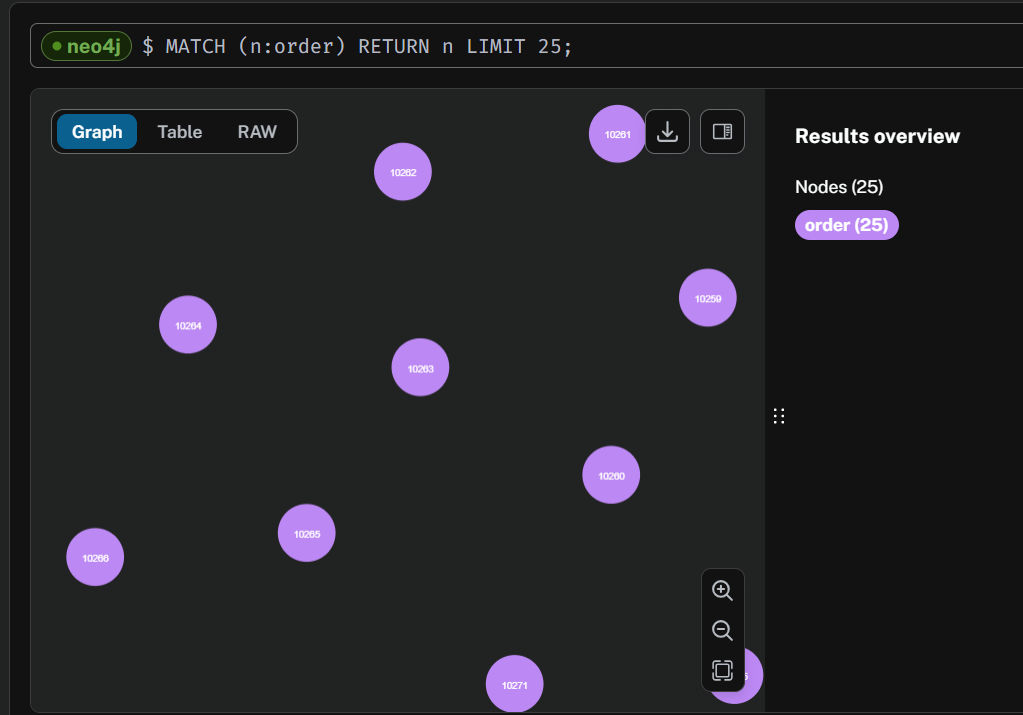 neo4j $ MATCH (n:order) RETURN n LIMIT 25;
Graph Table RAW
Results overview
Nodes (25)
order (25)
10261
10262
10259
10264
10263
10260
10265
10266
10271